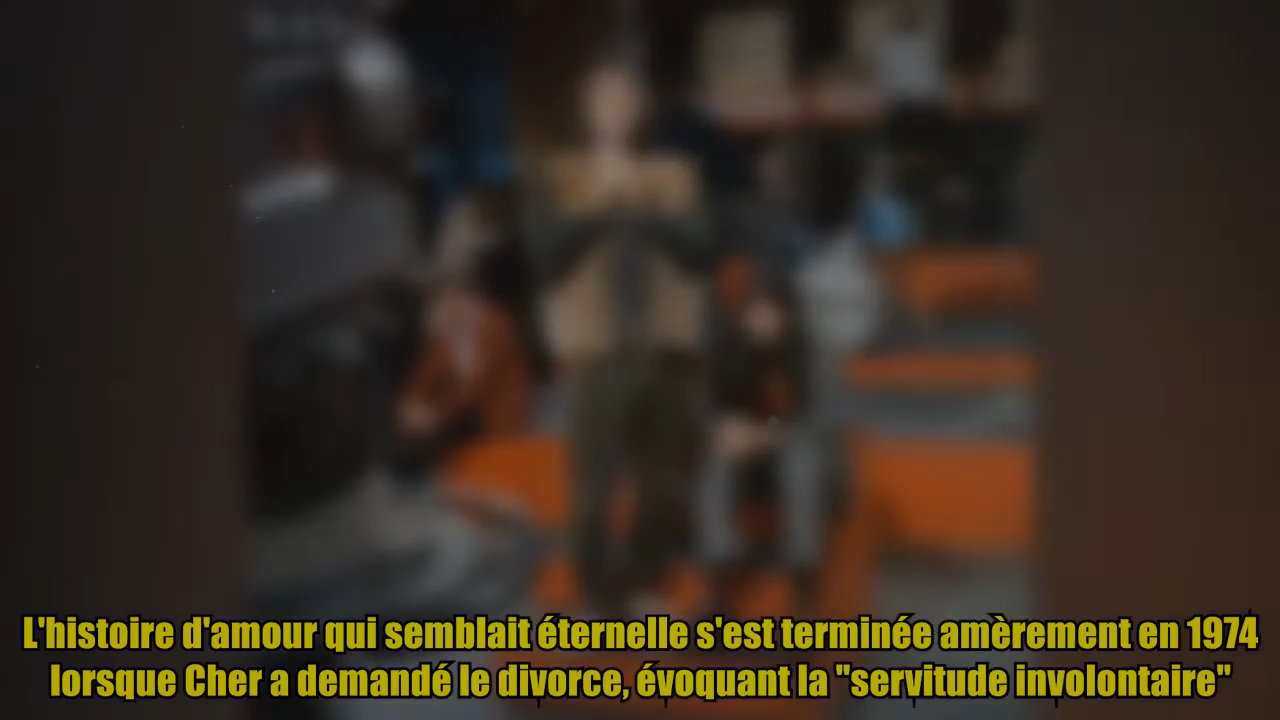 L'histoire d'amour qui semblait éternelle s'est terminée amèrement en 1974
lorsque Cher a demandé le divorce, évoquant la "servitude involontaire"